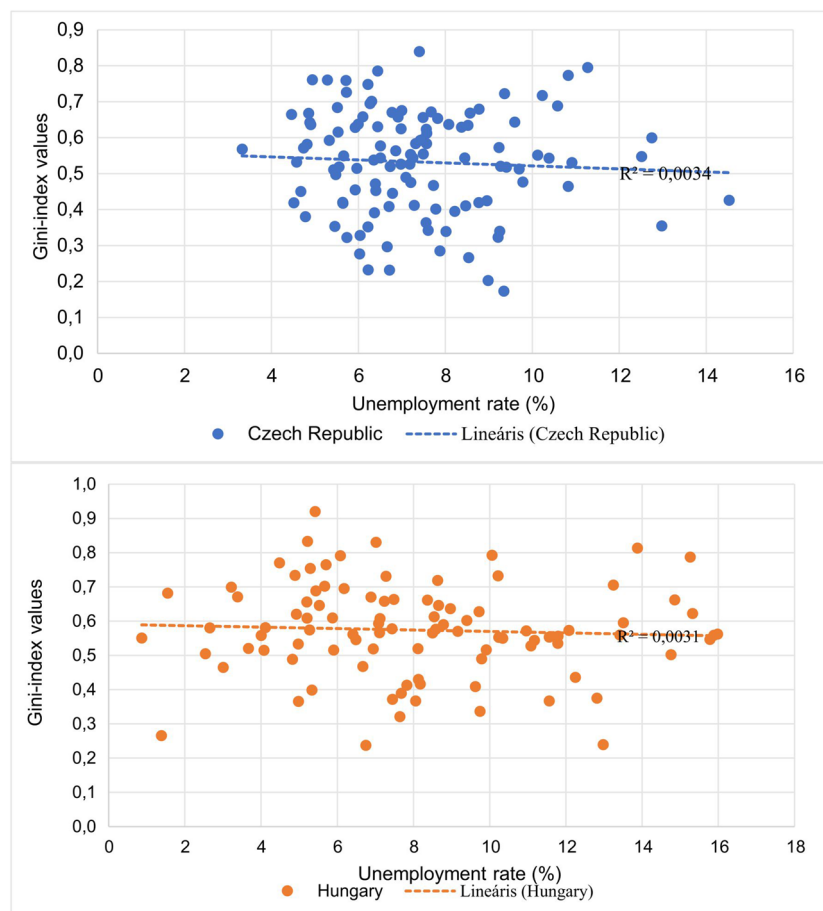 0,9
0,8
0,7
0,6
0,5
0,4
0,3
0,2
0,1
0,0
Gini-index values
R² = 0,0034
0 2 4 6 8 10 12 14 16
Unemployment rate (%)
Czech Republic Lineáris (Czech Republic)
1,0
0,9
0,8
0,7
0,6
0,5
0,4
0,3
0,2
0,1
0,0
Gini-index values
R² = 0,0031
0 2 4 6 8 10 12 14 16 18
Unemployment rate (%)
Hungary Lineáris (Hungary)